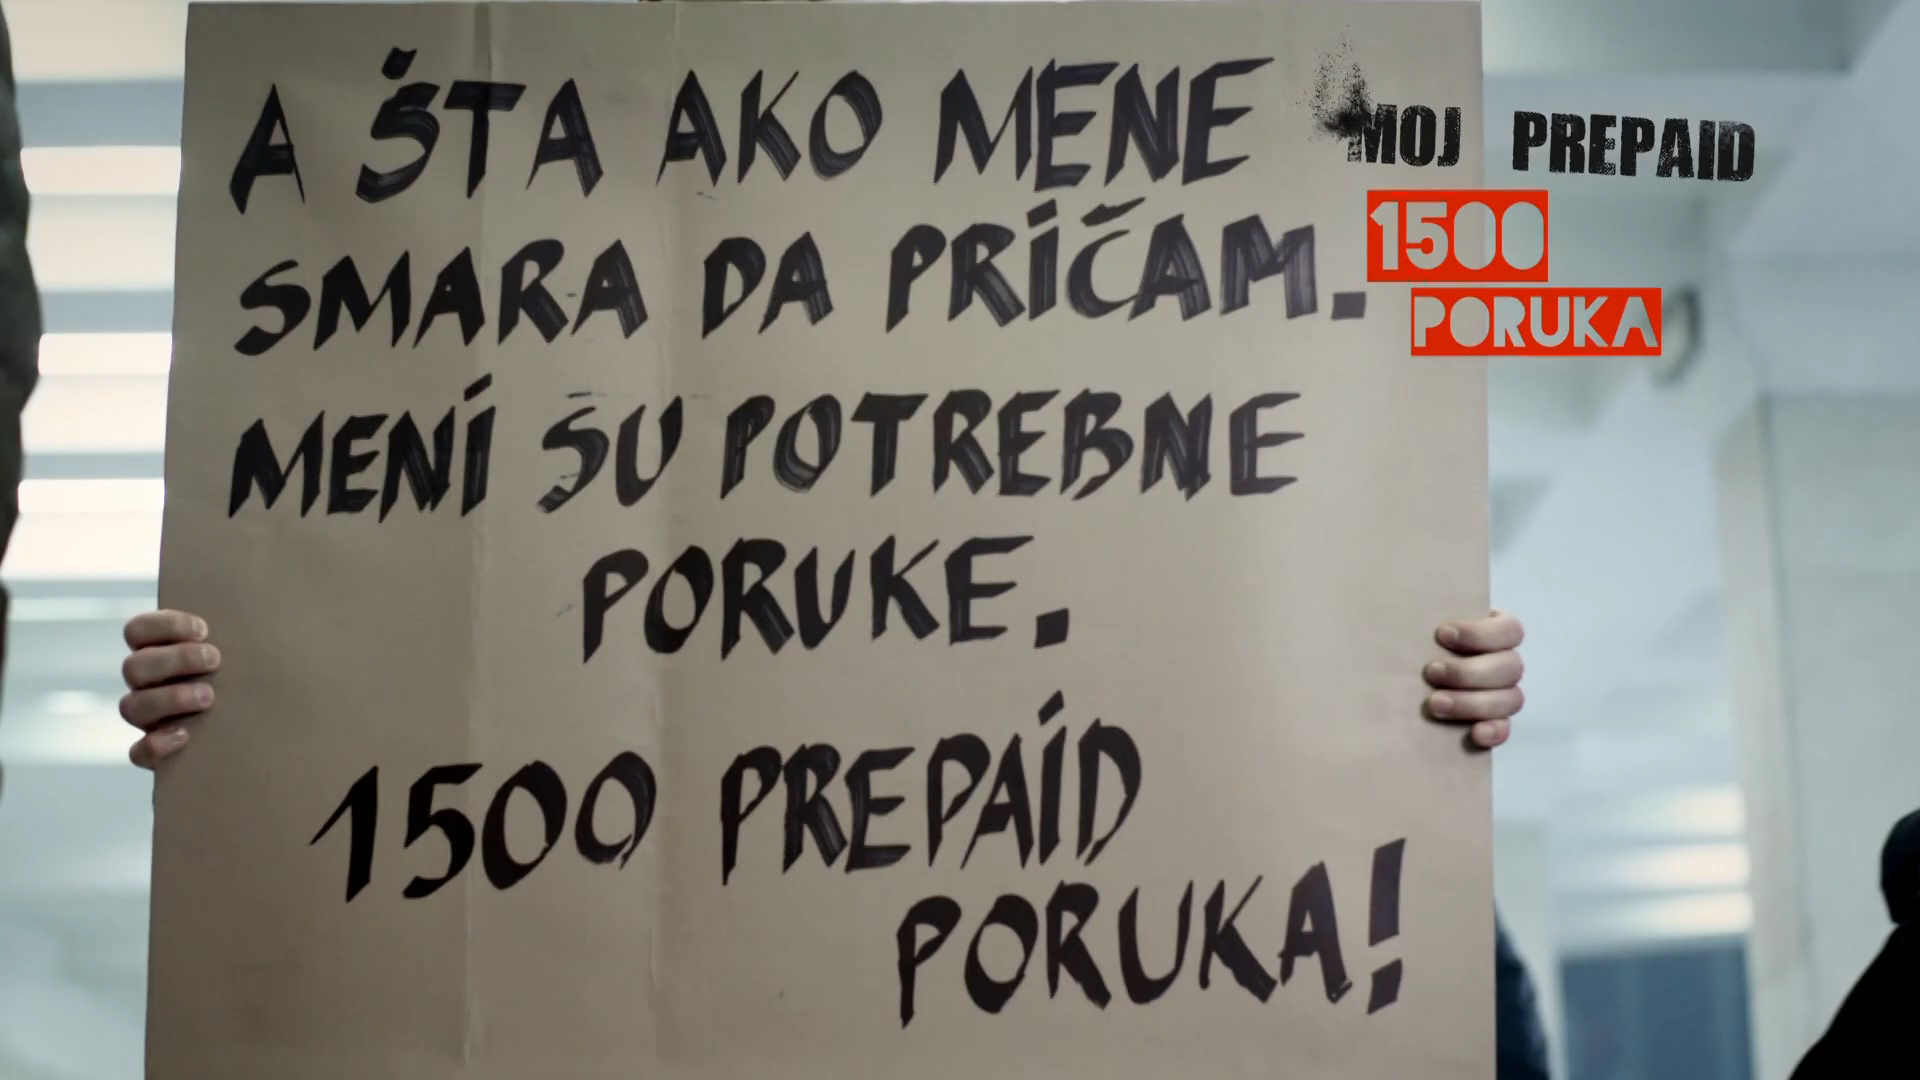 A ŠTA AKO MENE
SMARA DA PRIČAM.
MENI SU POTREBNE
PORUKE.
1500 PREPAID
PORUKA!
MOJ PREPAID
1500
PORUKA